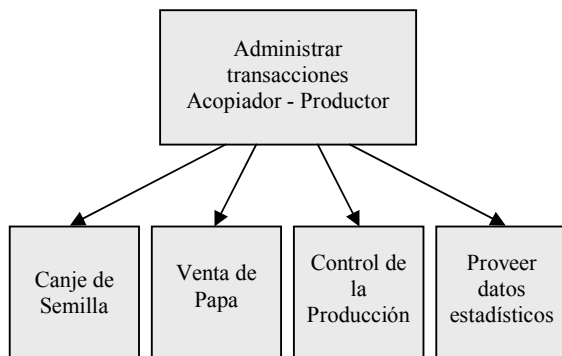 Administrar
transacciones
Acopiador - Productor
Canje de
Semilla
Venta de
Papa
Control de
la
Producción
Proveer
datos
estadísticos